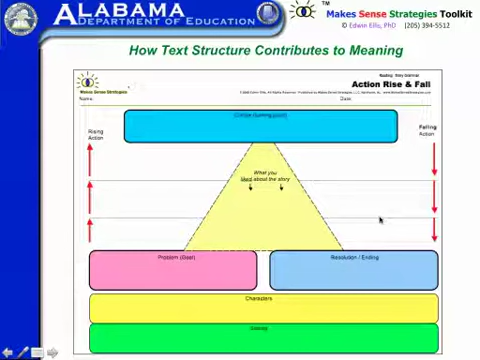 ALABAMA
DEPARTMENT OF EDUCATION
TM
Makes Sense Strategies Toolkit
© Edwin Ellis, PhD (205) 394-5512
How Text Structure Contributes to Meaning
Action Rise & Fall
Makes Sense Strategies
Name:
Date:
Climax (turning point)
Rising
Action
Falling
Action
What you
liked about the story
Problem (Goal)
Resolution / Ending
Characters